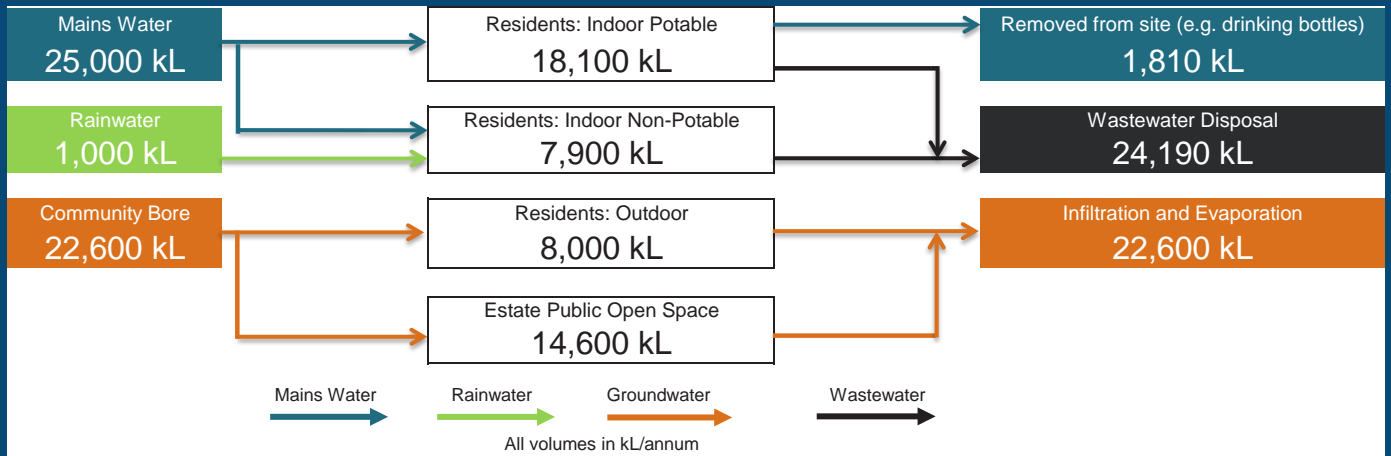 Mains Water
25,000 kL
Residents: Indoor Potable
18,100 kL
Removed from site (e.g. drinking bottles)
1,810 kL
Rainwater
1,000 kL
Residents: Indoor Non-Potable
7,900 kL
Wastewater Disposal
24,190 kL
Community Bore
22,600 kL
Residents: Outdoor
8,000 kL
Infiltration and Evaporation
22,600 kL
Estate Public Open Space
14,600 kL
Mains Water
Rainwater
Groundwater
Wastewater
All volumes in kL/annum